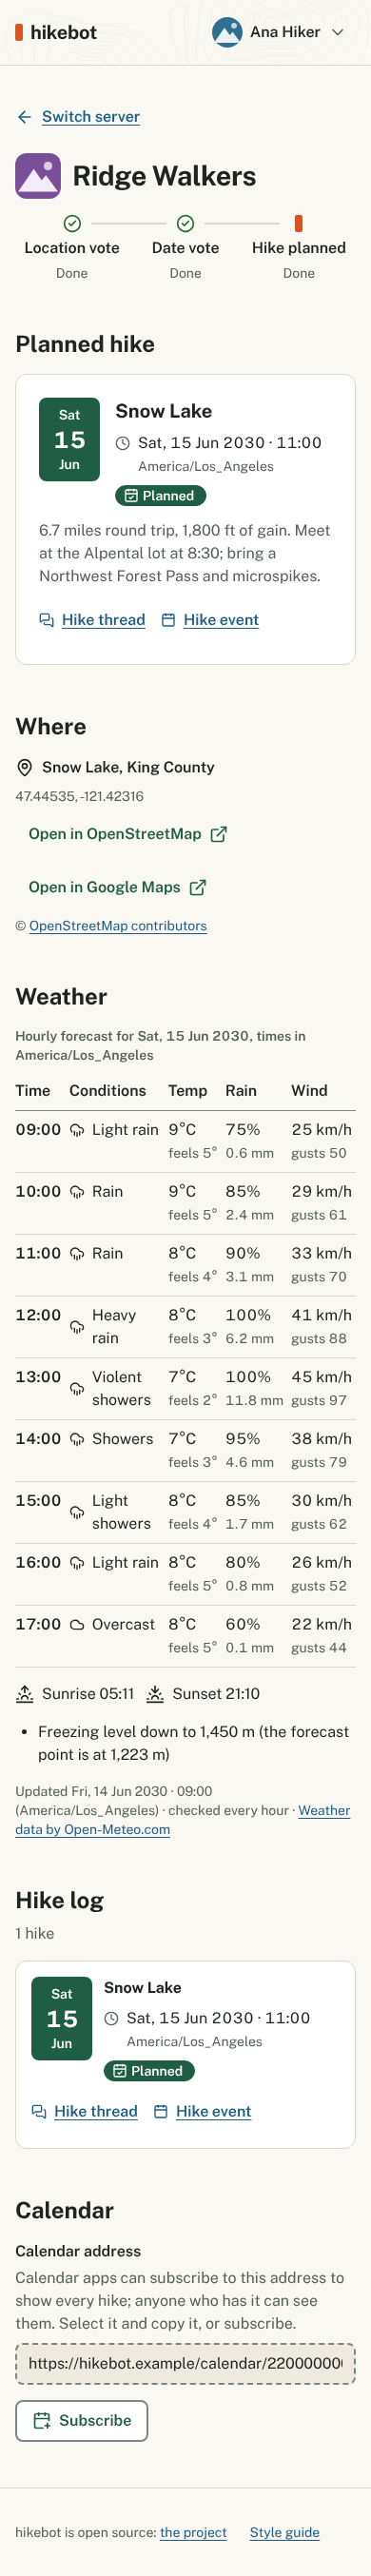 hikebot
Ana Hiker
Switch server
Ridge Walkers
Location vote
Date vote
Hike planned
Done
Done
Done
Planned hike
Sat
15
Jun
Snow Lake
Sat, 15 Jun 2030 · 11:00
America/Los_Angeles
Planned
6.7 miles round trip, 1,800 ft of gain. Meet
at the Alpental lot at 8:30; bring a
Northwest Forest Pass and microspikes.
Hike thread
Hike event
Where
Snow Lake, King County
47.44535, -121.42316
Open in OpenStreetMap
Open in Google Maps
© OpenStreetMap contributors
Weather
Hourly forecast for Sat, 15 Jun 2030, times in
America/Los_Angeles
Time Conditions Temp Rain Wind
09:00 Light rain 9°C 75% 25 km/h
feels 5° 0.6 mm gusts 50
10:00 Rain 9°C 85% 29 km/h
feels 5° 2.4 mm gusts 61
11:00 Rain 8°C 90% 33 km/h
feels 4° 3.1 mm gusts 70
12:00 Heavy 8°C 100% 41 km/h
rain feels 3° 6.2 mm gusts 88
13:00 Violent 7°C 100% 45 km/h
showers feels 2° 11.8 mm gusts 97
14:00 Showers 7°C 95% 38 km/h
feels 3° 4.6 mm gusts 79
15:00 Light 8°C 85% 30 km/h
showers feels 4° 1.7 mm gusts 62
16:00 Light rain 8°C 80% 26 km/h
feels 5° 0.8 mm gusts 52
17:00 Overcast 8°C 60% 22 km/h
feels 5° 0.1 mm gusts 44
Sunrise 05:11 Sunset 21:10
• Freezing level down to 1,450 m (the forecast
point is at 1,223 m)
Updated Fri, 14 Jun 2030 · 09:00
(America/Los_Angeles) · checked every hour · Weather
data by Open-Meteo.com
Hike log
1 hike
Sat
15
Jun
Snow Lake
Sat, 15 Jun 2030 · 11:00
America/Los_Angeles
Planned
Hike thread
Hike event
Calendar
Calendar address
Calendar apps can subscribe to this address to
show every hike; anyone who has it can see
them. Select it and copy it, or subscribe.
https://hikebot.example/calendar/220000000
Subscribe
hikebot is open source: the project
Style guide